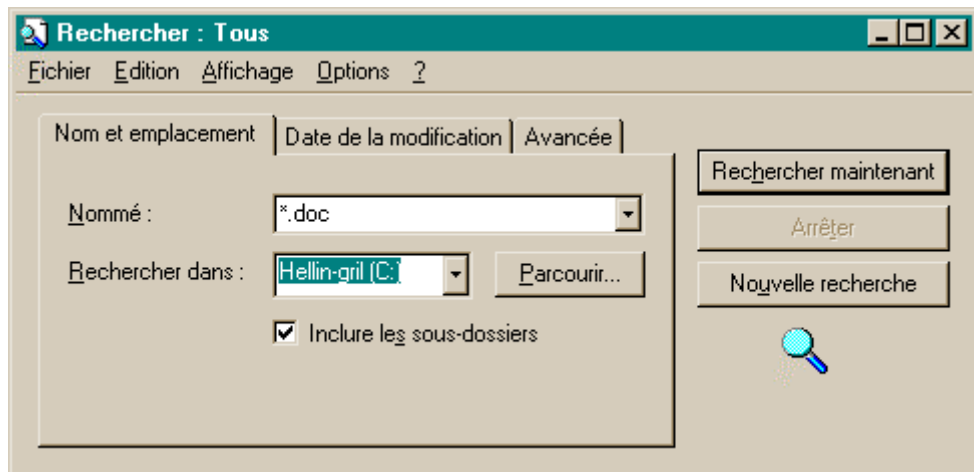 Rechercher : Tous
Fichier Edition Affichage Options ?
Nom et emplacement Date de la modification Avancée
Nommé : *.doc
Rechercher dans : Hellin-gril (C:) Parcourir...
Inclure les sous-dossiers
Rechercher maintenant
Arrêter
Nouvelle recherche